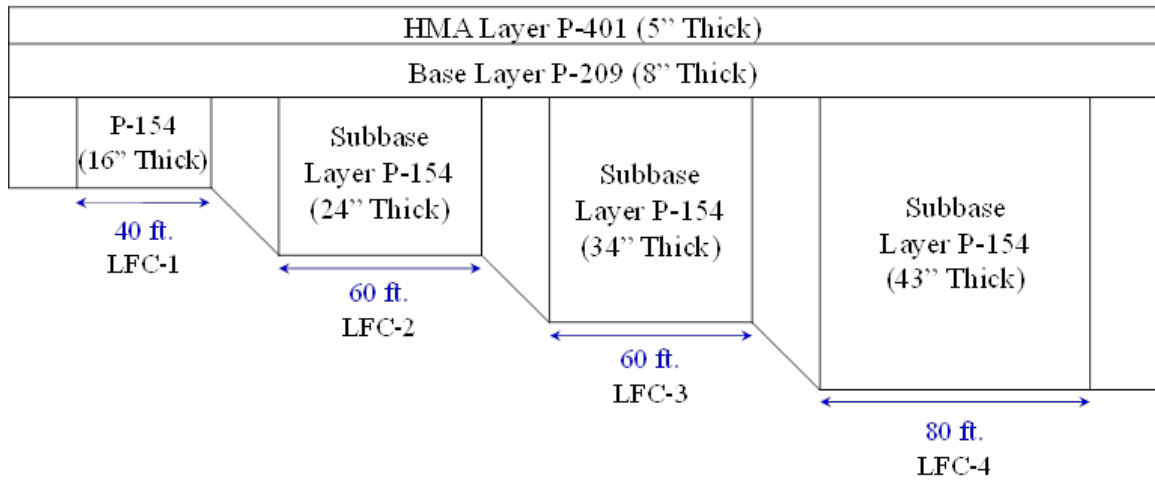 HMA Layer P-401 (5” Thick)
Base Layer P-209 (8” Thick)
P-154
(16” Thick)
40 ft.
LFC-1
Subbase
Layer P-154
(24” Thick)
60 ft.
LFC-2
Subbase
Layer P-154
(34” Thick)
60 ft.
LFC-3
Subbase
Layer P-154
(43” Thick)
80 ft.
LFC-4